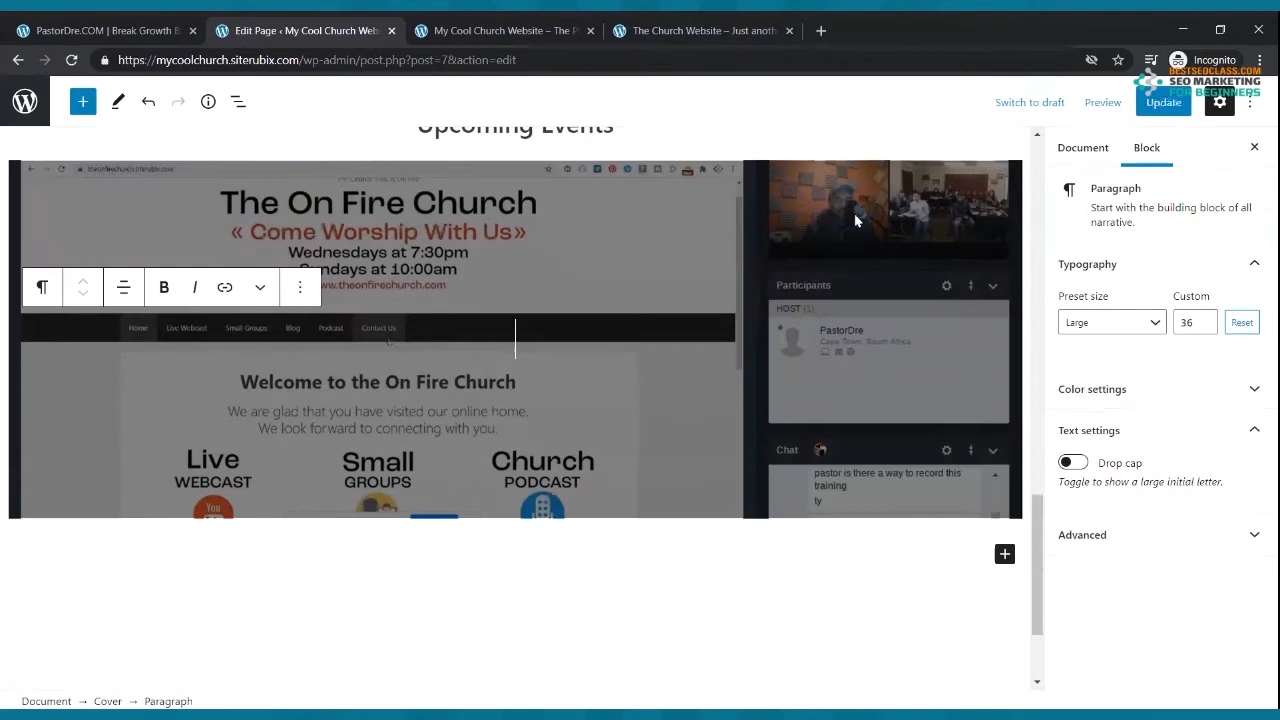 PastorDre.COM | Break Growth B
Edit Page ‹ My Cool Church Web
My Cool Church Website – The P
The Church Website – Just anoth
https://mycoolchurch.siterubix.com/wp-admin/post.php?post=7&action=edit
Incognito
BESTSEOCLASS.COM
SEO MARKETING
FOR BEGINNERS
Switch to draft
Preview
Update
Upcoming Events
Document
Block
theonfirechurch.siterubix.com
The On Fire Church
« Come Worship With Us»
Wednesdays at 7:30pm
ndays at 10:00am
www.theonfirechurch.com
B
I
Home
Live Webcast
Small Groups
Blog
Podcast
Contact Us
Welcome to the On Fire Church
We are glad that you have visited our online home.
We look forward to connecting with you.
Live
WEBCAST
Small
GROUPS
Church
PODCAST
You
Participants
HOST (1)
PastorDre
Cape Town, South Africa
Chat
pastor is there a way to record this
training
ty
Paragraph
Start with the building block of all
narrative.
Typography
Preset size
Custom
Large
36
Reset
Color settings
Text settings
Drop cap
Toggle to show a large initial letter.
Advanced
Document → Cover → Paragraph